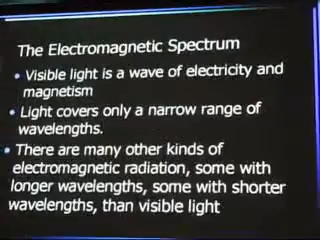 The Electromagnetic Spectrum
• Visible light is a wave of electricity and
magnetism
• Light covers only a narrow range of
wavelengths.
• There are many other kinds of
electromagnetic radiation, some with
longer wavelengths, some with shorter
wavelengths, than visible light